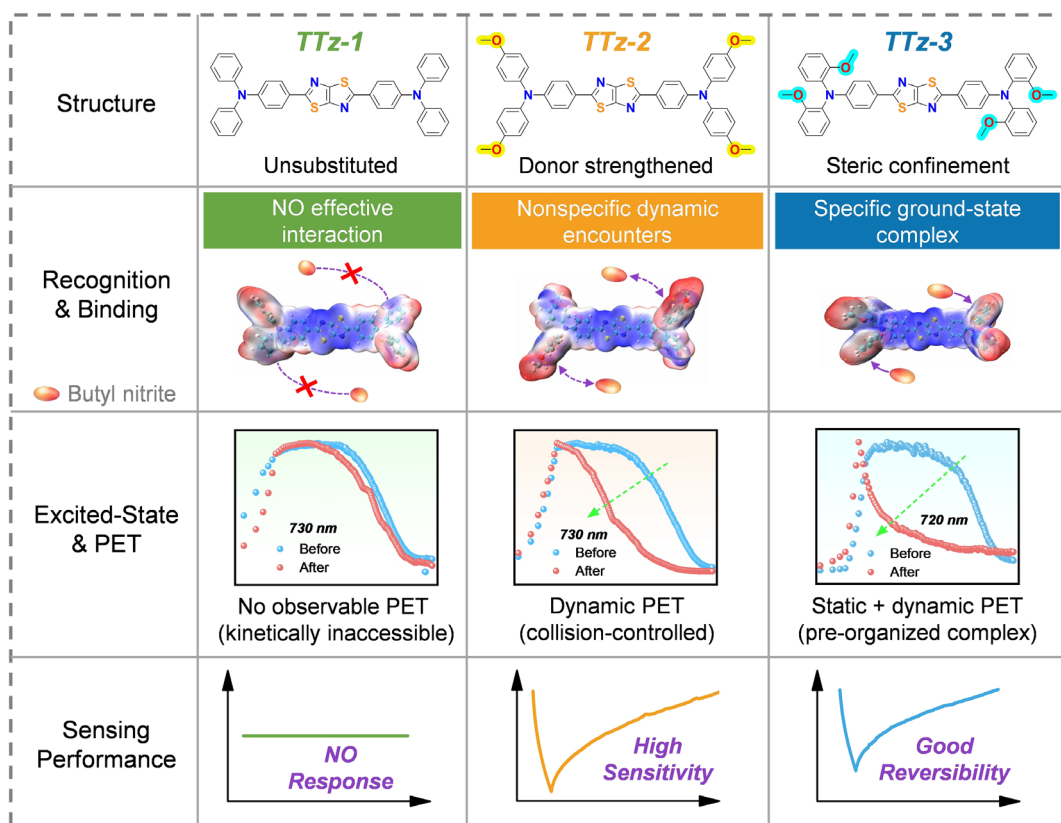 TTz-1
TTz-2
TTz-3
Structure
N
N
S
S
N
N
Unsubstituted
O
O
N
N
S
S
N
N
O
O
Donor strengthened
O
O
N
N
S
S
N
N
O
O
Steric confinement
Recognition
& Binding
Butyl nitrite
NO effective
interaction
Nonspecific dynamic
encounters
Specific ground-state
complex
Excited-State
& PET
730 nm
Before
After
No observable PET
(kinetically inaccessible)
730 nm
Before
After
Dynamic PET
(collision-controlled)
720 nm
Before
After
Static + dynamic PET
(pre-organized complex)
Sensing
Performance
NO
Response
High
Sensitivity
Good
Reversibility